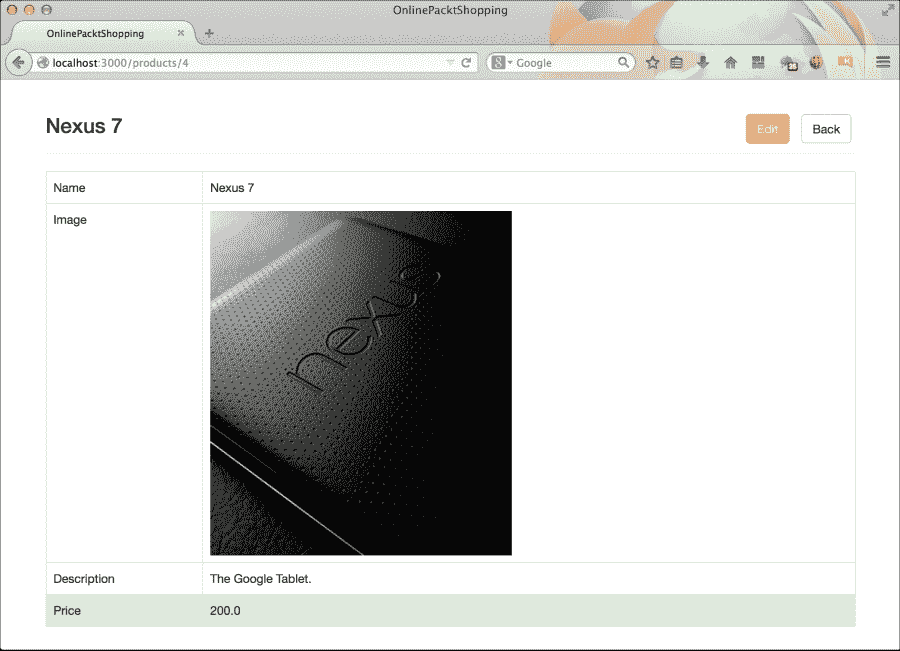 OnlinePacktShopping
OnlinePacktShopping
localhost:3000/products/4
Google
Nexus 7
Edit
Back
Name
Nexus 7
Image
nexus
Description
The Google Tablet.
Price
200.0